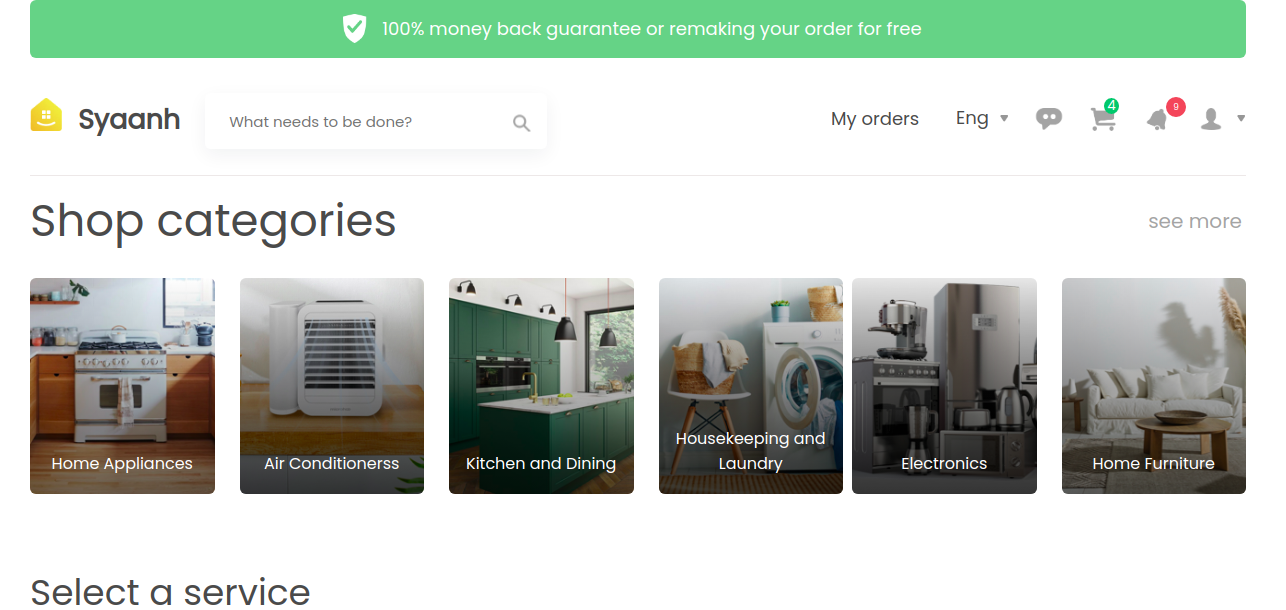 100% money back guarantee or remaking your order for free
Syaanh
What needs to be done?
My orders
Eng
4
9
Shop categories
see more
Home Appliances
Air Conditionerss
Kitchen and Dining
Housekeeping and
Laundry
Electronics
Home Furniture
Select a service